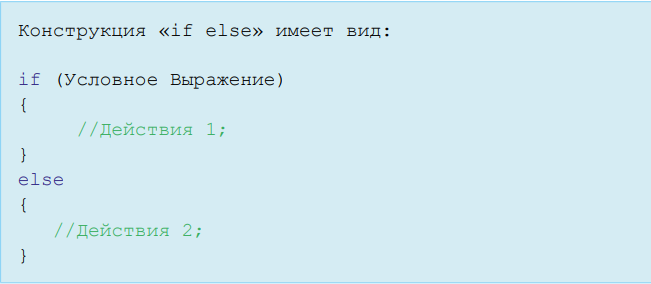 Конструкция «if else» имеет вид:
if (Условное Выражение)
{
//Действия 1;
}
else
{
//Действия 2;
}